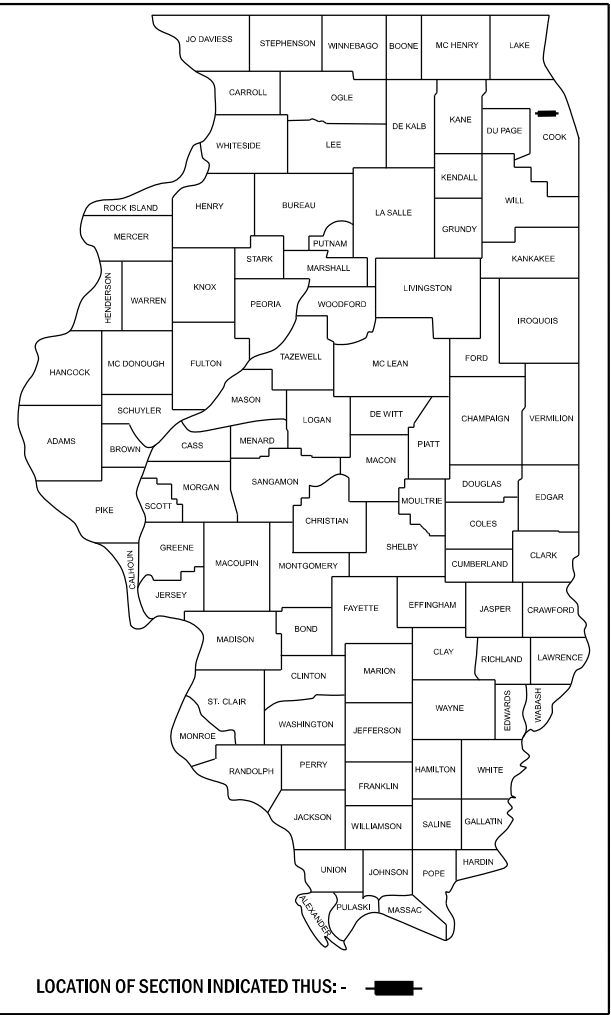 JO DAVIESS
STEPHENSON
WINNEBAGO
BOONE
MC HENRY
LAKE
CARROLL
OGLE
DE KALB
KANE
DU PAGE
COOK
WHITESIDE
LEE
KENDALL
ROCK ISLAND
HENRY
BUREAU
LA SALLE
WILL
MERCER
PUTNAM
GRUNDY
STARK
MARSHALL
KANKAKEE
HENDERSON
WARREN
KNOX
PEORIA
WOODFORD
LIVINGSTON
IROQUOIS
HANCOCK
MC DONOUGH
FULTON
TAZEWELL
MC LEAN
FORD
SCHUYLER
MASON
LOGAN
DE WITT
CHAMPAIGN
VERMILION
ADAMS
BROWN
CASS
MENARD
PIATT
MACON
PIKE
SCOTT
MORGAN
SANGAMON
MOULTRIE
DOUGLAS
EDGAR
CHRISTIAN
COLES
CALHOUN
GREENE
MACOUPIN
MONTGOMERY
SHELBY
CUMBERLAND
CLARK
JERSEY
FAYETTE
EFFINGHAM
JASPER
CRAWFORD
MADISON
BOND
CLAY
RICHLAND
LAWRENCE
CLINTON
MARION
ST. CLAIR
WAYNE
EDWARDS
WABASH
WASHINGTON
JEFFERSON
MONROE
RANDOLPH
PERRY
HAMILTON
WHITE
FRANKLIN
JACKSON
WILLIAMSON
SALINE
GALLATIN
UNION
JOHNSON
POPE
HARDIN
ALEXANDER
PULASKI
MASSAC
LOCATION OF SECTION INDICATED THUS: -